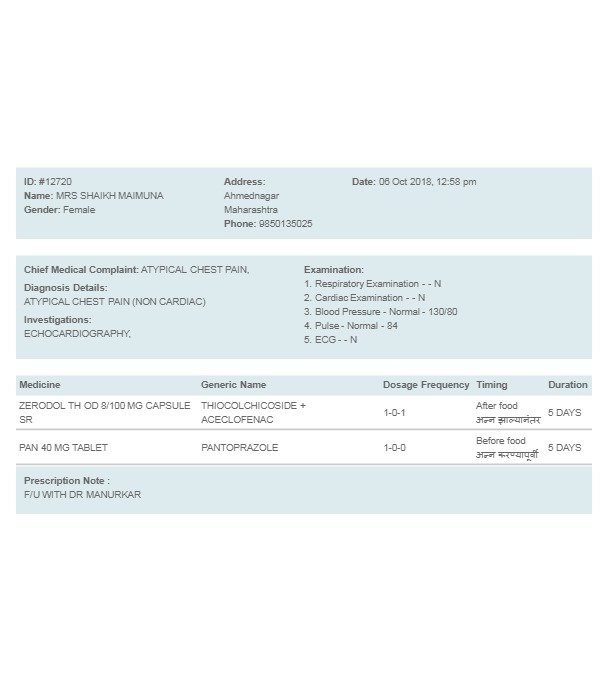 ID: #12720
Name: MRS SHAIKH MAIMUNA
Gender: Female
Address:
Ahmednagar
Maharashtra
Phone: 9850135025
Date: 06 Oct 2018, 12:58 pm
Chief Medical Complaint: ATYPICAL CHEST PAIN,
Diagnosis Details:
ATYPICAL CHEST PAIN (NON CARDIAC)
Investigations:
ECHOCARDIOGRAPHY,
Examination:
1. Respiratory Examination - - N
2. Cardiac Examination - - N
3. Blood Pressure - Normal - 130/80
4. Pulse - Normal - 84
5. ECG - - N
Medicine Generic Name Dosage Frequency Timing Duration
ZERODOL TH OD 8/100 MG CAPSULE SR THIOCOLCHICOSIDE + ACECLOFENAC 1-0-1 After food अन्न झाल्यानंतर 5 DAYS
PAN 40 MG TABLET PANTOPRAZOLE 1-0-0 Before food अन्न करण्यापूर्वी 5 DAYS
Prescription Note :
F/U WITH DR MANURKAR